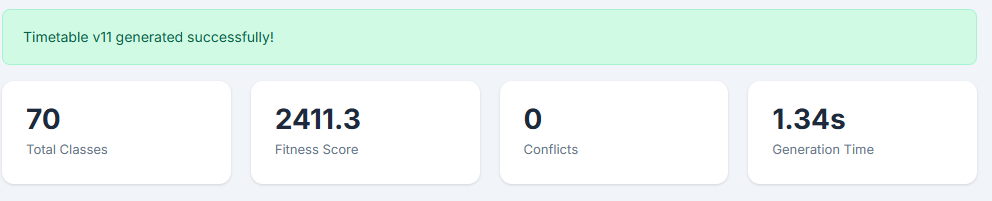 Timetable v11 generated successfully!
70
Total Classes
2411.3
Fitness Score
0
Conflicts
1.34s
Generation Time